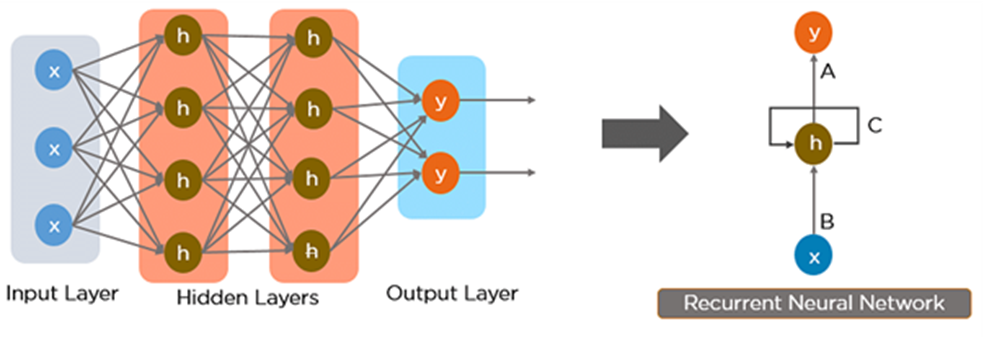 x
x
x
h
h
h
h
h
h
h
h
y
y
Input Layer
Hidden Layers
Output Layer
y
A
h
C
B
x
Recurrent Neural Network